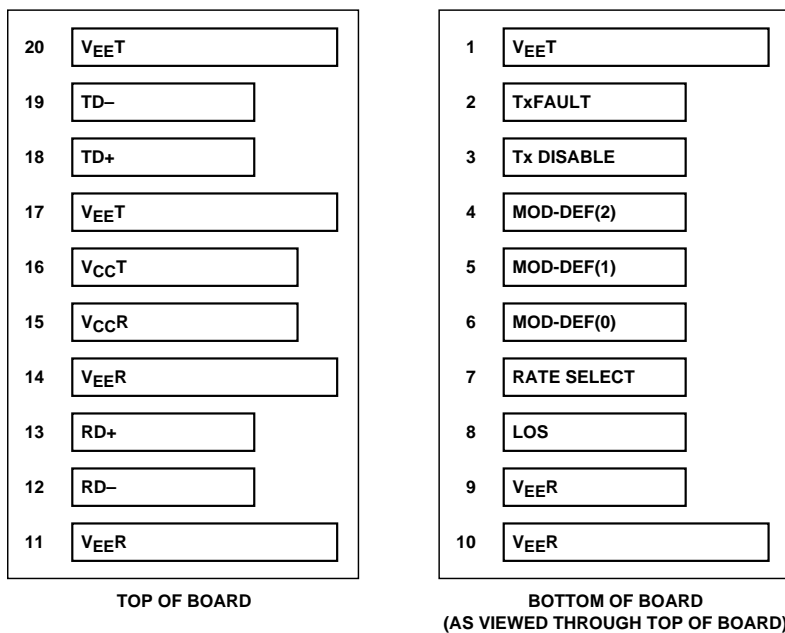 20 VEET
19 TD–
18 TD+
17 VEET
16 VCCT
15 VCCR
14 VEER
13 RD+
12 RD–
11 VEER
TOP OF BOARD
1 VEET
2 TxFAULT
3 Tx DISABLE
4 MOD-DEF(2)
5 MOD-DEF(1)
6 MOD-DEF(0)
7 RATE SELECT
8 LOS
9 VEER
10 VEER
BOTTOM OF BOARD
(AS VIEWED THROUGH TOP OF BOARD)